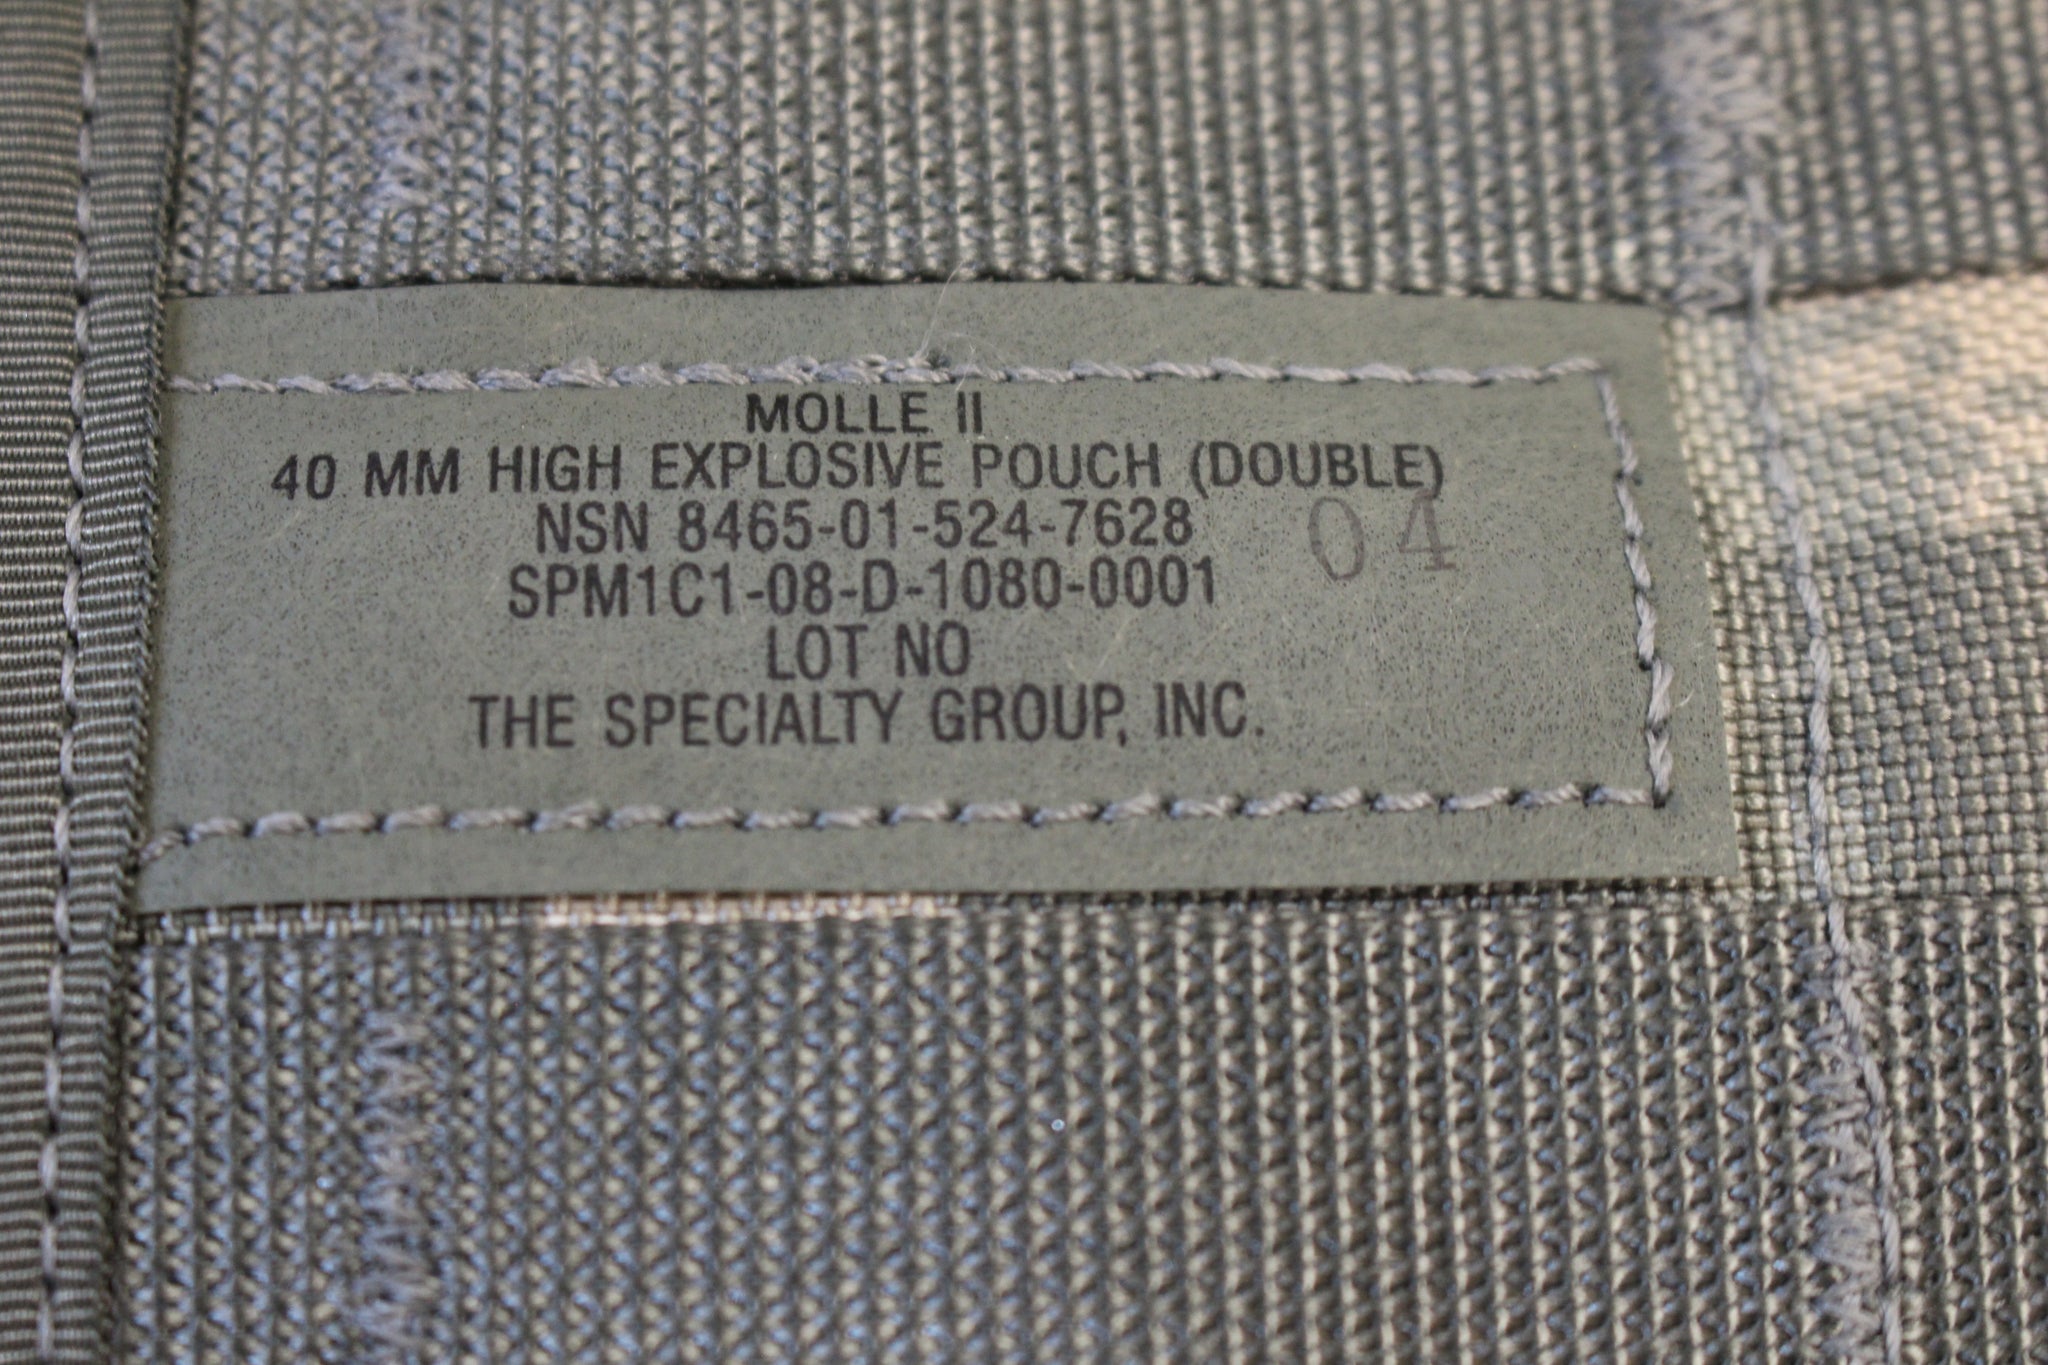 MOLLE II
40 MM HIGH EXPLOSIVE POUCH (DOUBLE)
NSN 8465-01-524-7628
04
SPM1C1-08-D-1080-0001
LOT NO
THE SPECIALTY GROUP, INC.